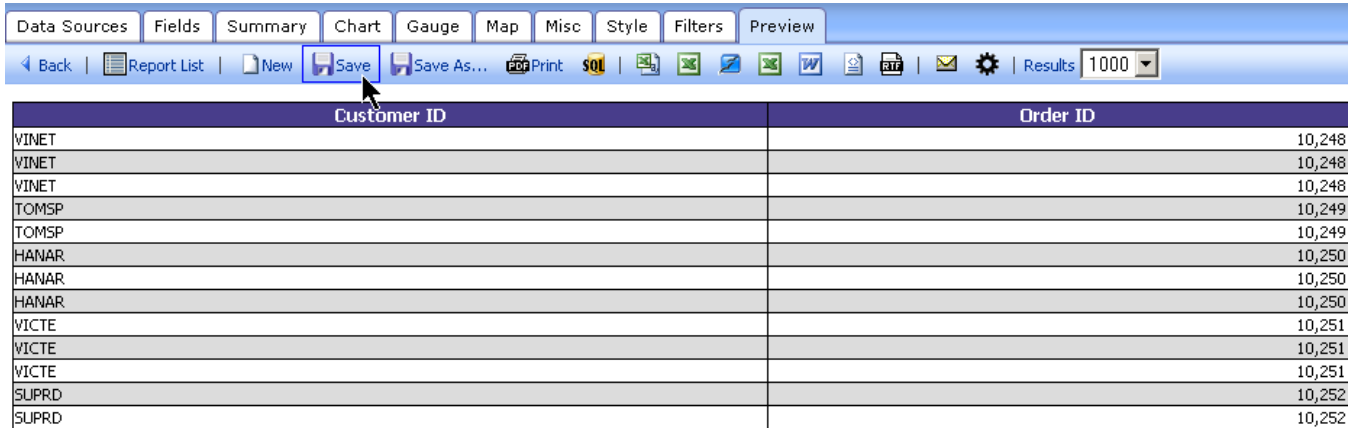 Data Sources Fields Summary Chart Gauge Map Misc Style Filters Preview
Back | Report List | New Save Save As... PDF Print SQL | W RTF | | Results 1000
Customer ID Order ID
VINET 10,248
VINET 10,248
VINET 10,248
TOMSP 10,249
TOMSP 10,249
HANAR 10,250
HANAR 10,250
HANAR 10,250
VICTE 10,251
VICTE 10,251
VICTE 10,251
SUPRD 10,252
SUPRD 10,252